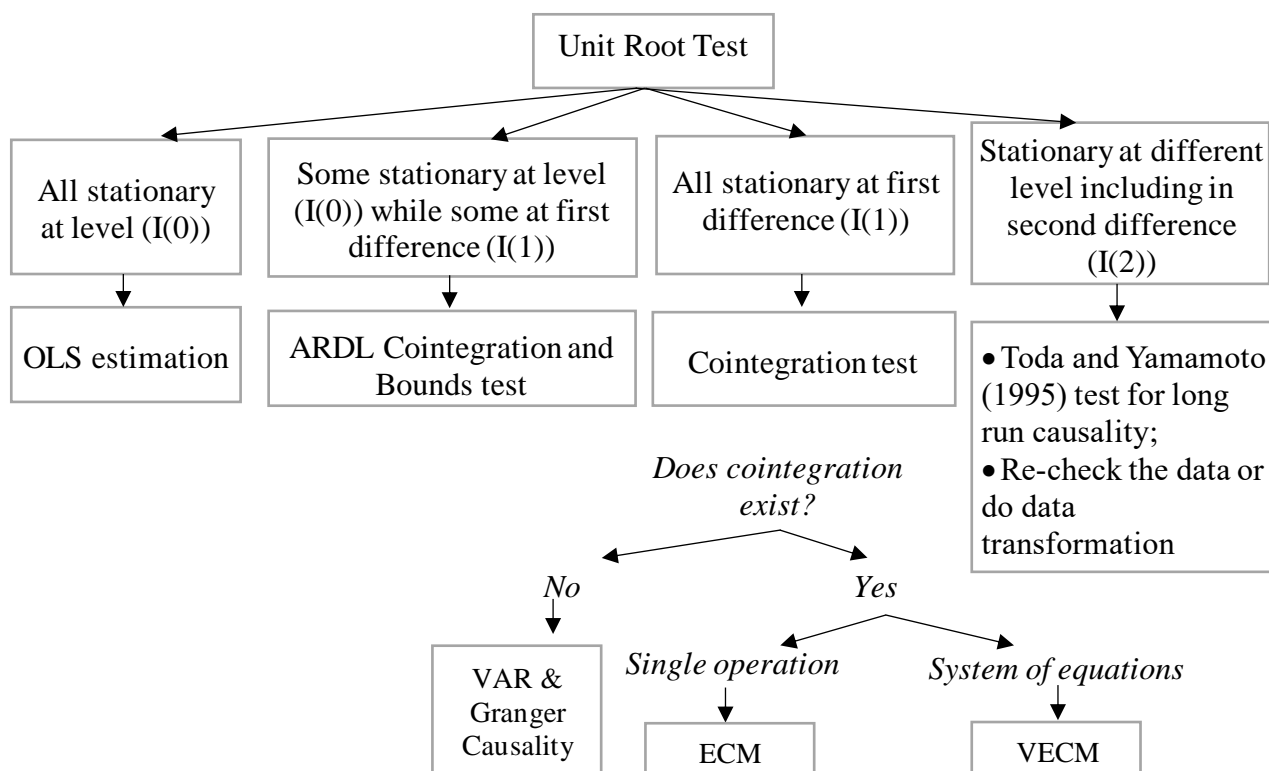 Unit Root Test
All stationary
at level (I(0))
Some stationary at level
(I(0)) while some at first
difference (I(1))
All stationary at first
difference (I(1))
Stationary at different
level including in
second difference
(I(2))
OLS estimation
ARDL Cointegration and
Bounds test
Cointegration test
• Toda and Yamamoto
(1995) test for long
run causality;
• Re-check the data or
do data
transformation
Does cointegration
exist?
No
Yes
VAR &
Granger
Causality
Single operation
System of equations
ECM
VECM